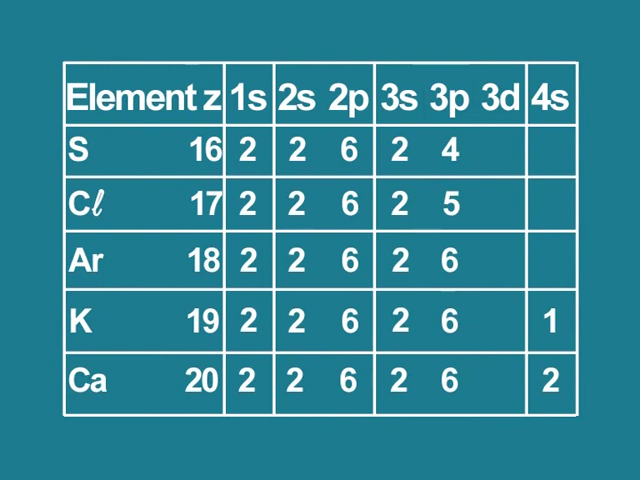 Element z 1s 2s 2p 3s 3p 3d 4s
S 16 2 2 6 2 4
Cℓ 17 2 2 6 2 5
Ar 18 2 2 6 2 6
K 19 2 2 6 2 6 1
Ca 20 2 2 6 2 6 2